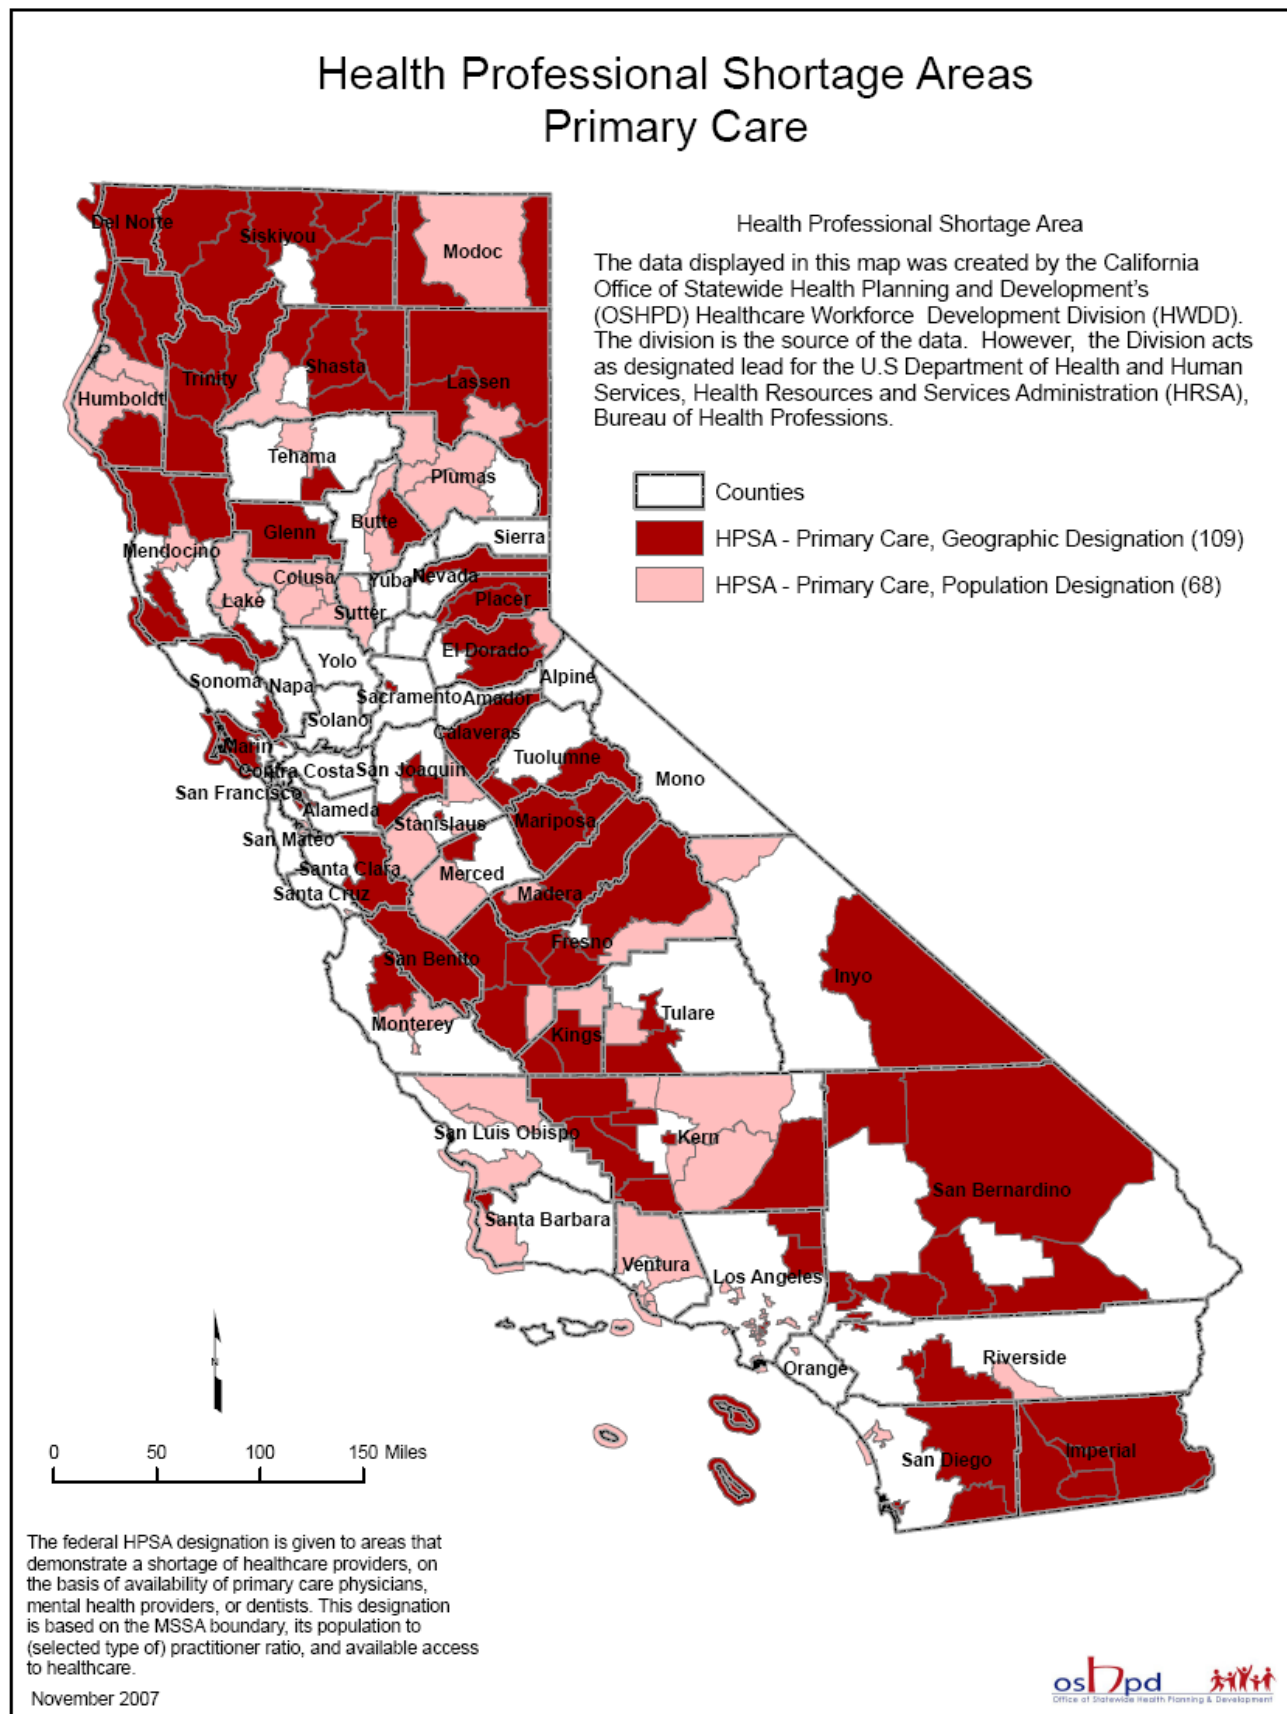 Health Professional Shortage Areas
Primary Care
Health Professional Shortage Area
The data displayed in this map was created by the California
Office of Statewide Health Planning and Development's
(OSHPD) Healthcare Workforce Development Division (HWDD).
The division is the source of the data. However, the Division acts
as designated lead for the U.S Department of Health and Human
Services, Health Resources and Services Administration (HRSA),
Bureau of Health Professions.
Counties
HPSA - Primary Care, Geographic Designation (109)
HPSA - Primary Care, Population Designation (68)
Del Norte
Siskiyou
Modoc
Shasta
Trinity
Lassen
Humboldt
Tehama
Plumas
Butte
Glenn
Sierra
Mendocino
Colusa
Yuba
Nevada
Lake
Sutter
Placer
El Dorado
Yolo
Sonoma
Napa
Alpine
Sacramento
Amador
Solano
Calaveras
Marin
Tuolumne
Contra Costa
San Joaquin
Mono
San Francisco
Alameda
Stanislaus
Mariposa
San Mateo
Santa Clara
Merced
Santa Cruz
Madera
Fresno
San Benito
Inyo
Tulare
Monterey
Kings
San Luis Obispo
Kern
San Bernardino
Santa Barbara
Ventura
Los Angeles
Orange
Riverside
San Diego
Imperial
N
0 50 100 150 Miles
The federal HPSA designation is given to areas that
demonstrate a shortage of healthcare providers, on
the basis of availability of primary care physicians,
mental health providers, or dentists. This designation
is based on the MSSA boundary, its population to
(selected type of) practitioner ratio, and available access
to healthcare.
November 2007
oshpd
Office of Statewide Health Planning & Development